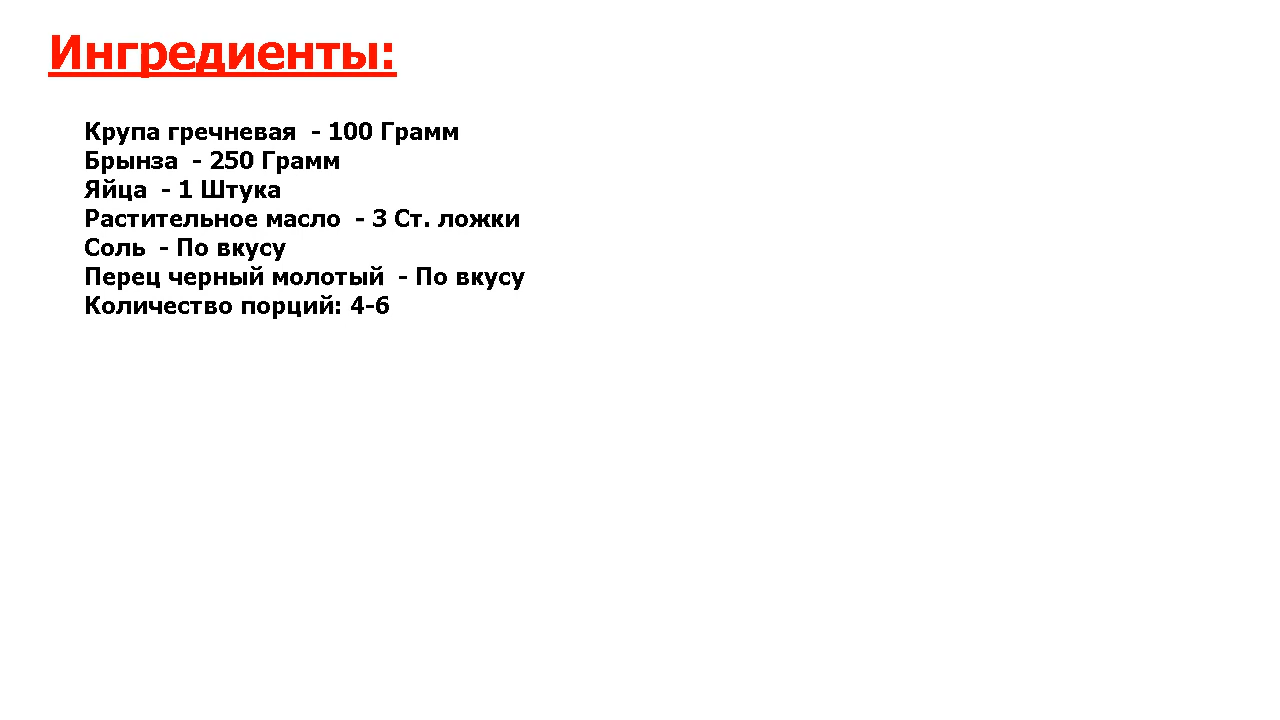 Ингредиенты:
Крупа гречневая  - 100 Грамм
Брынза  - 250 Грамм
Яйца  - 1 Штука
Растительное масло  - 3 Ст. ложки
Соль  - По вкусу
Перец черный молотый  - По вкусу
Количество порций: 4-6